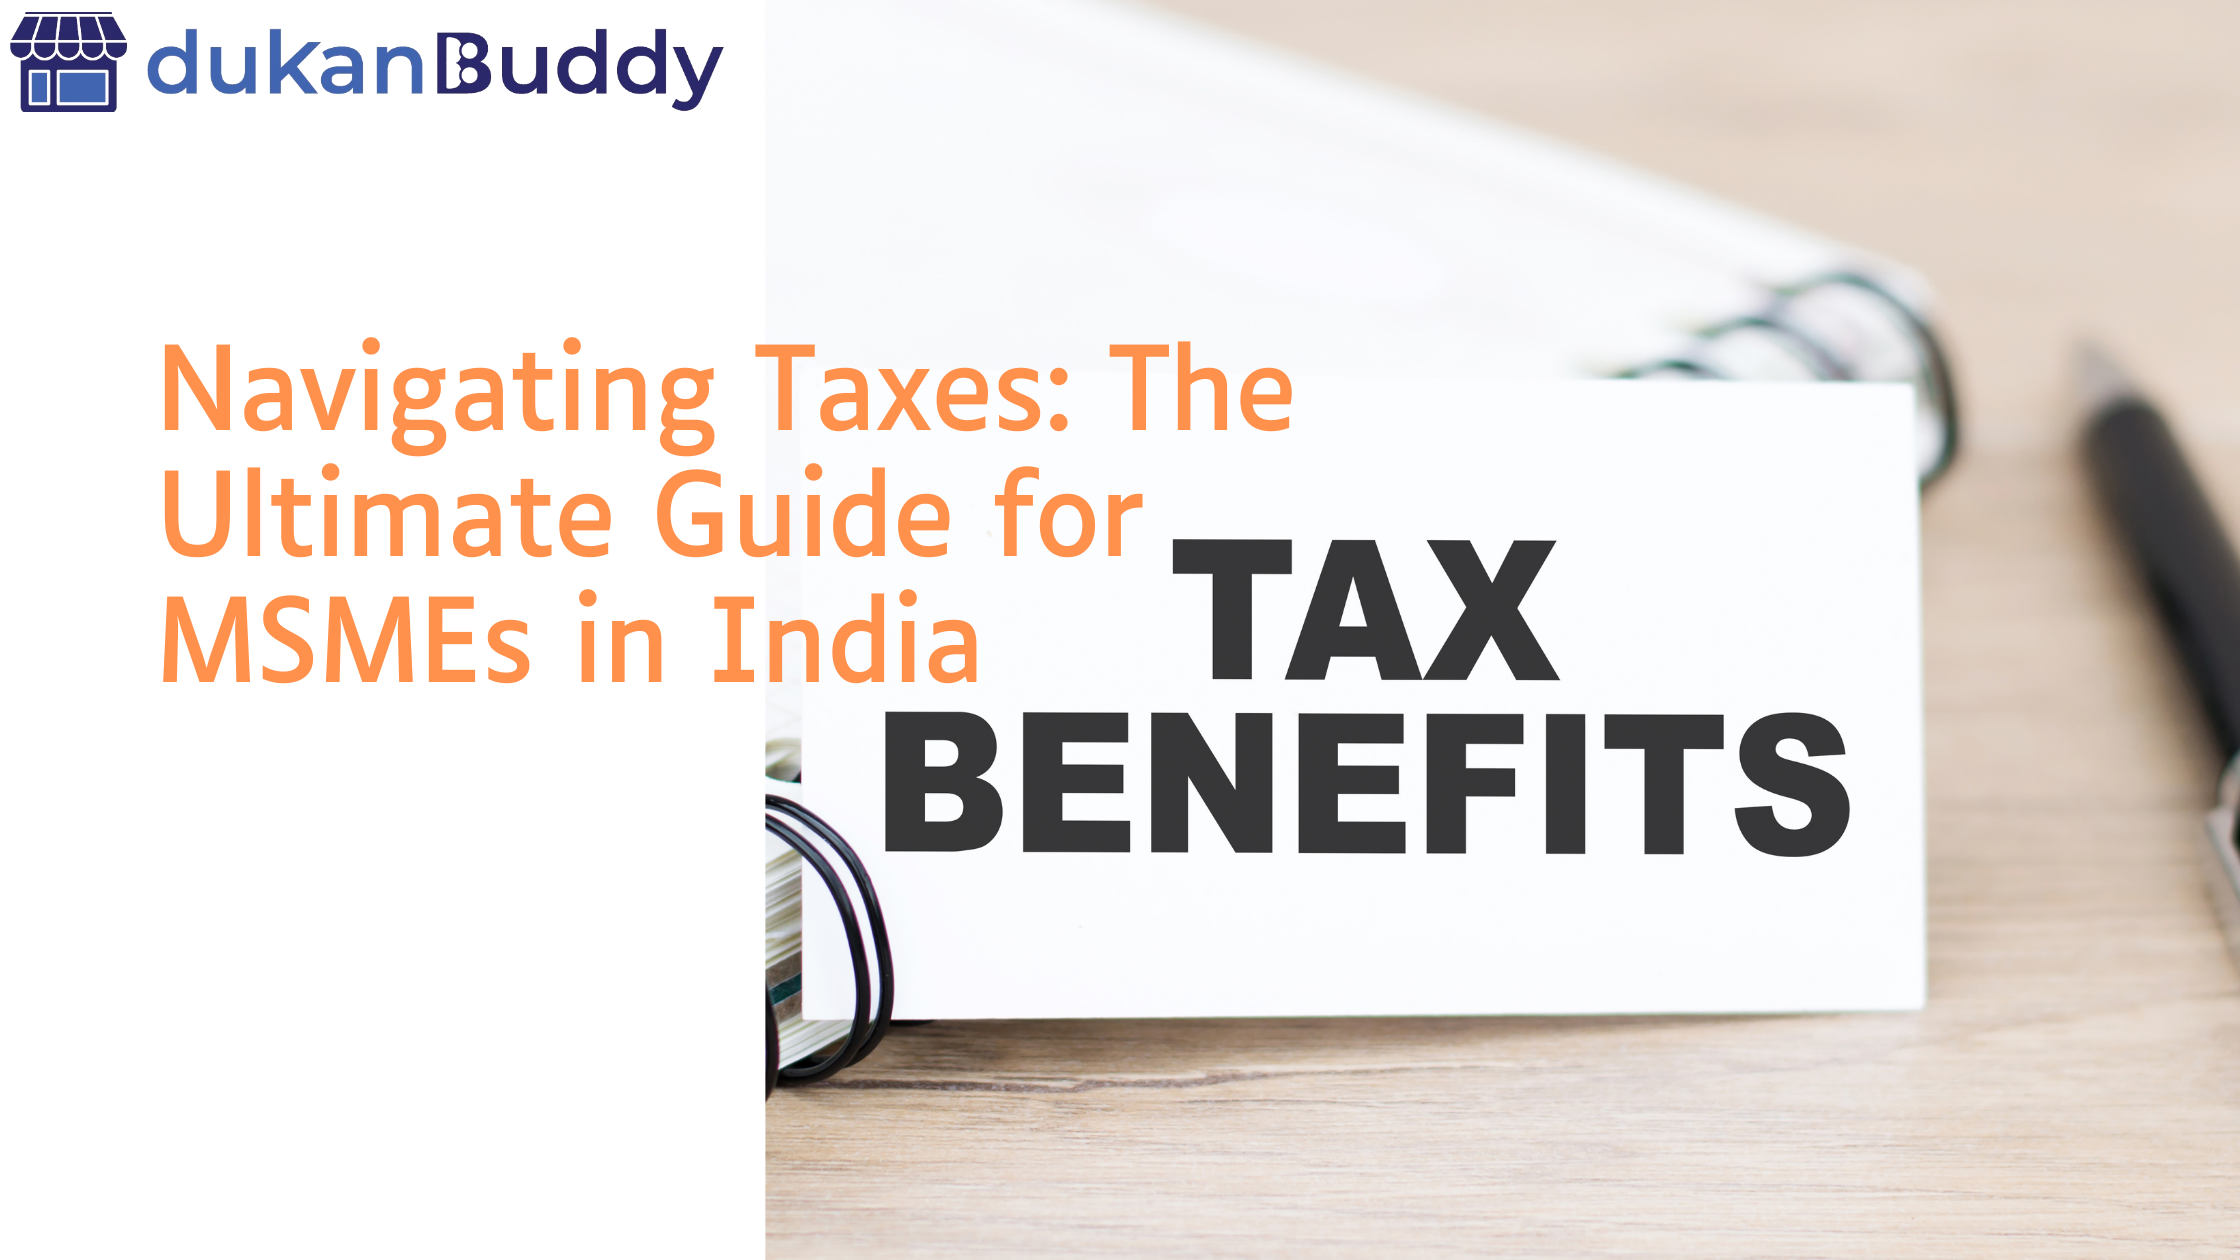 dukanBuddy
Navigating Taxes: The
Ultimate Guide for
MSMEs in India
TAX
BENEFITS